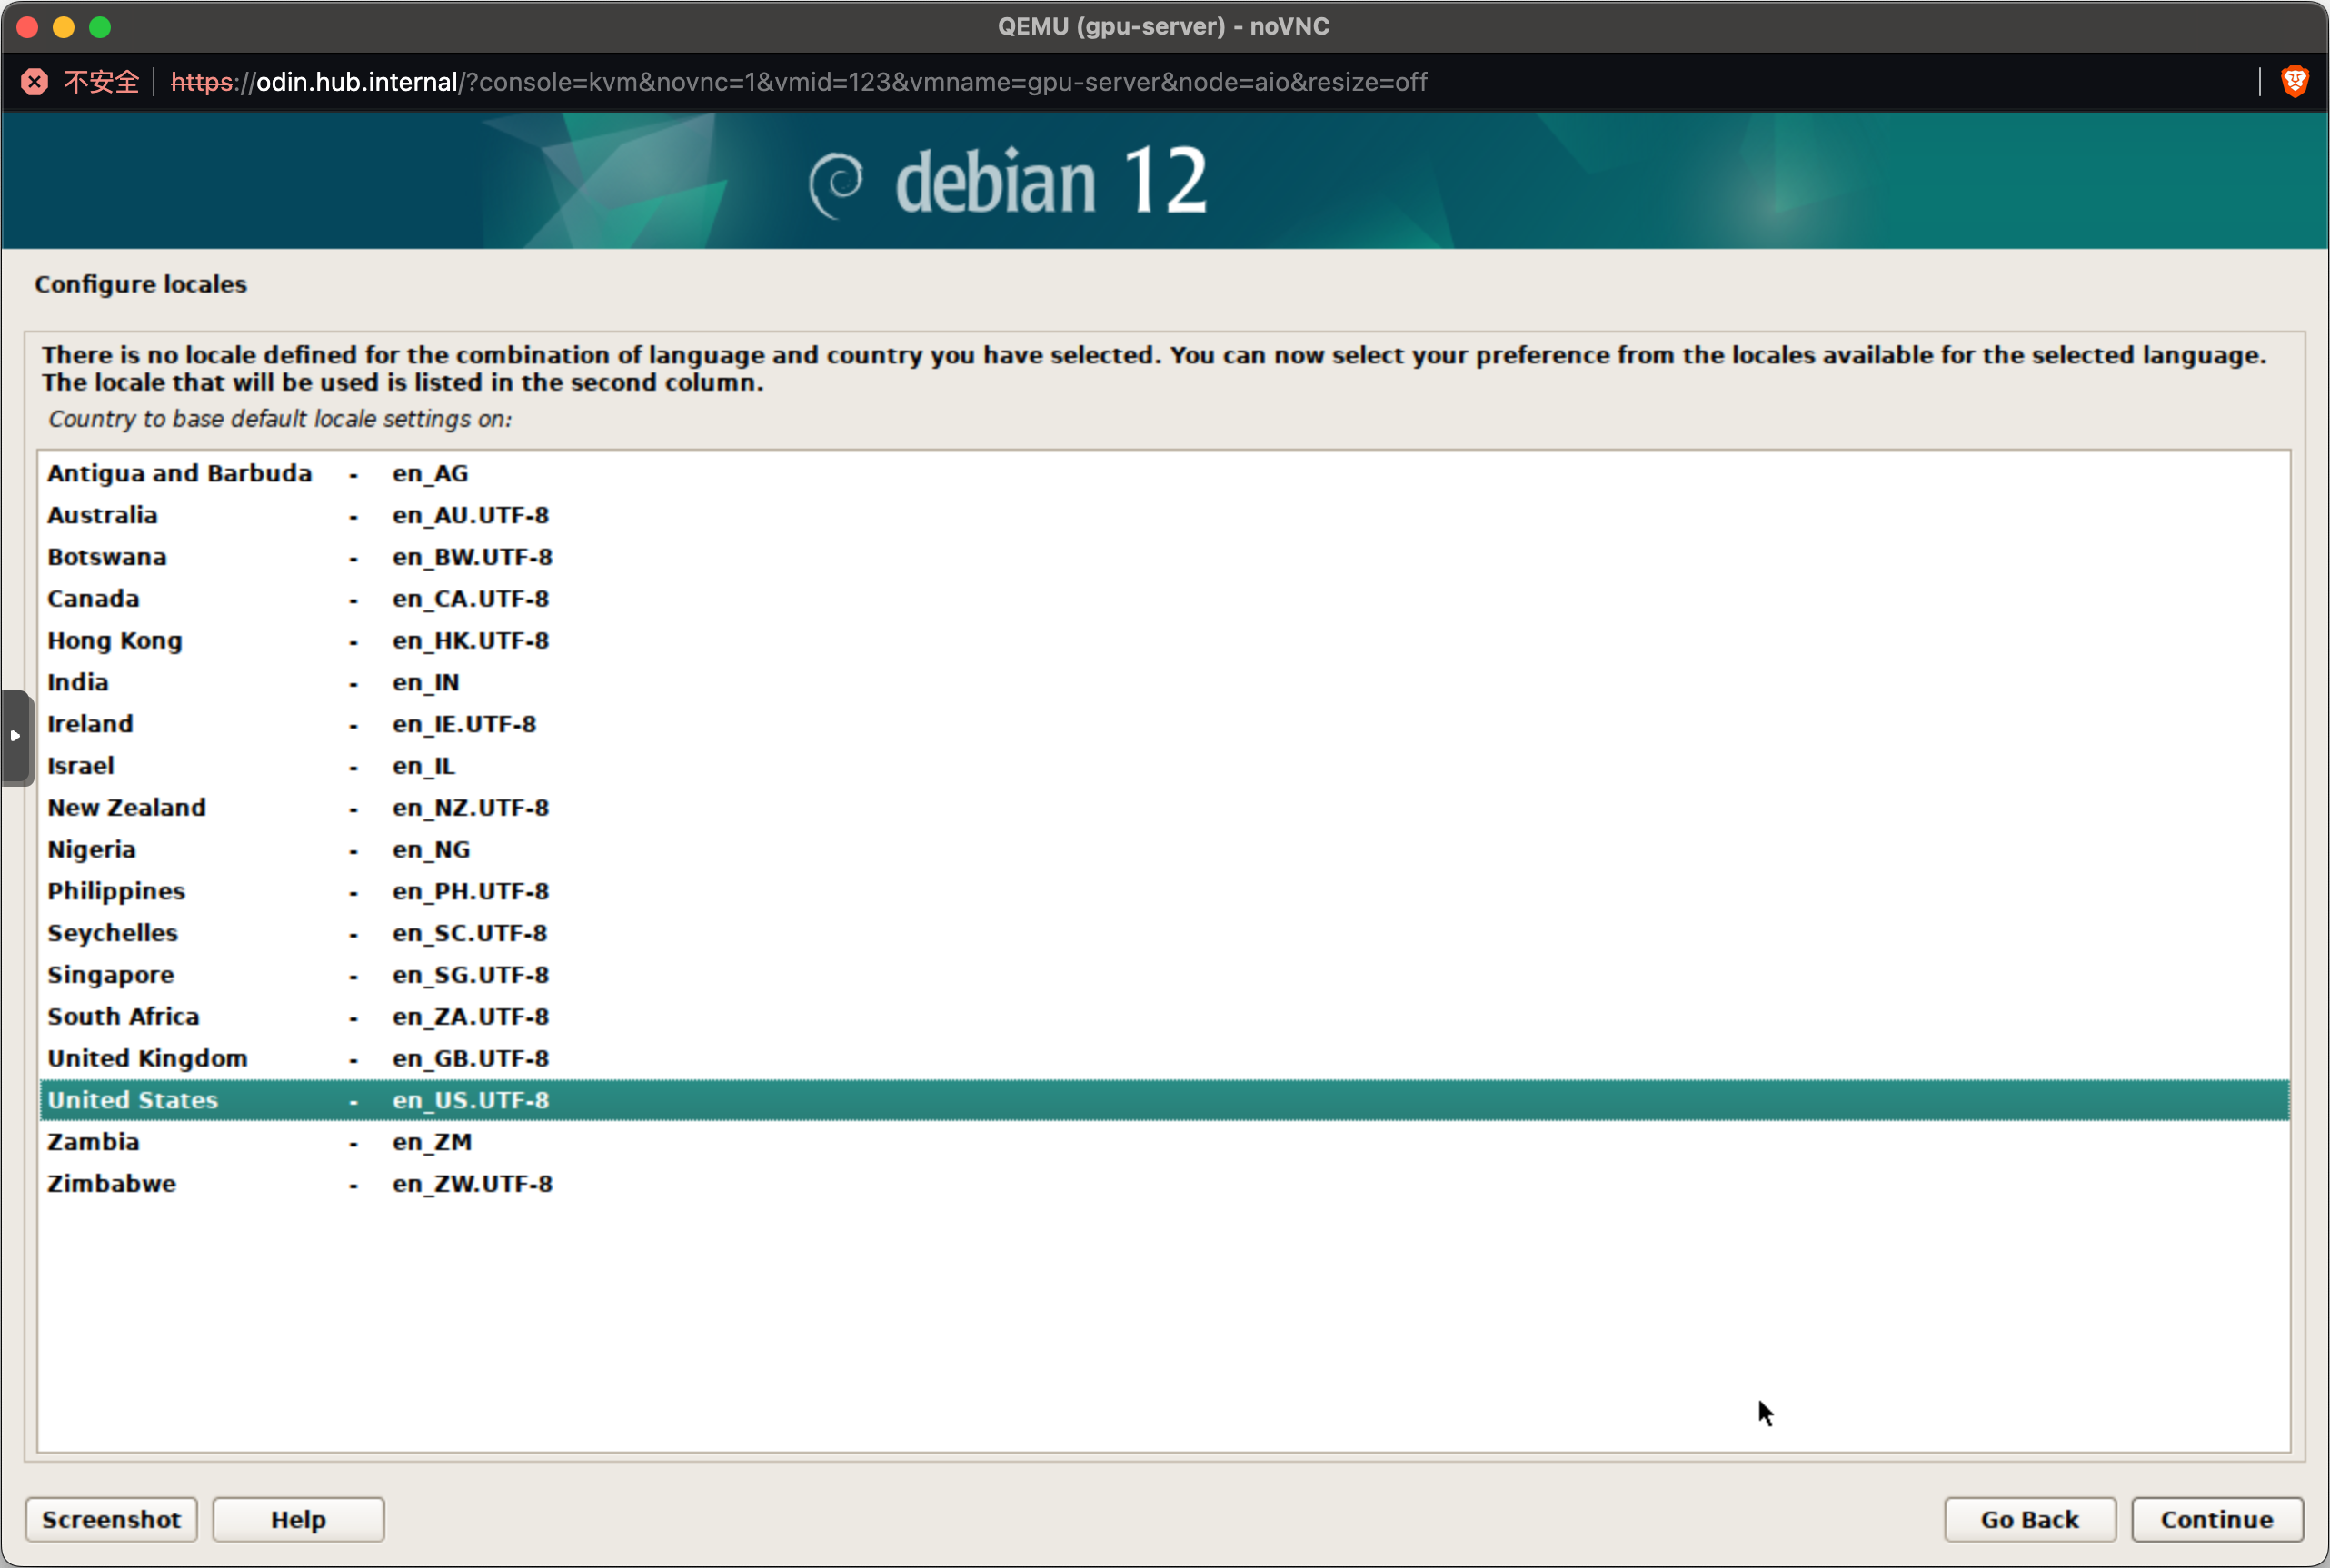 QEMU (gpu-server) - noVNC
不安全 https://odin.hub.internal/?console=kvm&novnc=1&vmid=123&vmname=gpu-server&node=aio&resize=off
debian 12
Configure locales
There is no locale defined for the combination of language and country you have selected. You can now select your preference from the locales available for the selected language.
The locale that will be used is listed in the second column.
Country to base default locale settings on:
Antigua and Barbuda - en_AG
Australia - en_AU.UTF-8
Botswana - en_BW.UTF-8
Canada - en_CA.UTF-8
Hong Kong - en_HK.UTF-8
India - en_IN
Ireland - en_IE.UTF-8
Israel - en_IL
New Zealand - en_NZ.UTF-8
Nigeria - en_NG
Philippines - en_PH.UTF-8
Seychelles - en_SC.UTF-8
Singapore - en_SG.UTF-8
South Africa - en_ZA.UTF-8
United Kingdom - en_GB.UTF-8
United States - en_US.UTF-8
Zambia - en_ZM
Zimbabwe - en_ZW.UTF-8
Screenshot Help Go Back Continue